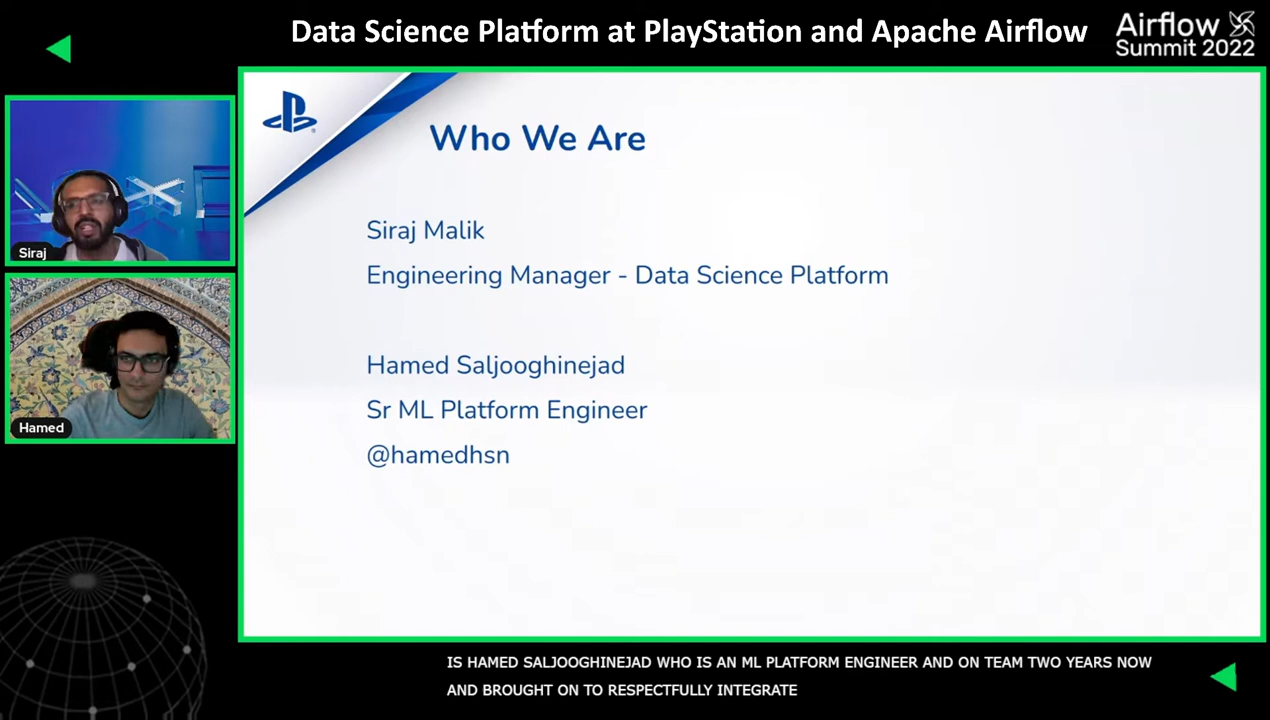 Data Science Platform at PlayStation and Apache Airflow
Airflow
Summit 2022
Who We Are
Siraj Malik
Engineering Manager - Data Science Platform
Hamed Saljooghinejad
Sr ML Platform Engineer
@hamedhsn
Siraj
Hamed
IS HAMED SALJOOGHINEJAD WHO IS AN ML PLATFORM ENGINEER AND ON TEAM TWO YEARS NOW
AND BROUGHT ON TO RESPECTFULLY INTEGRATE